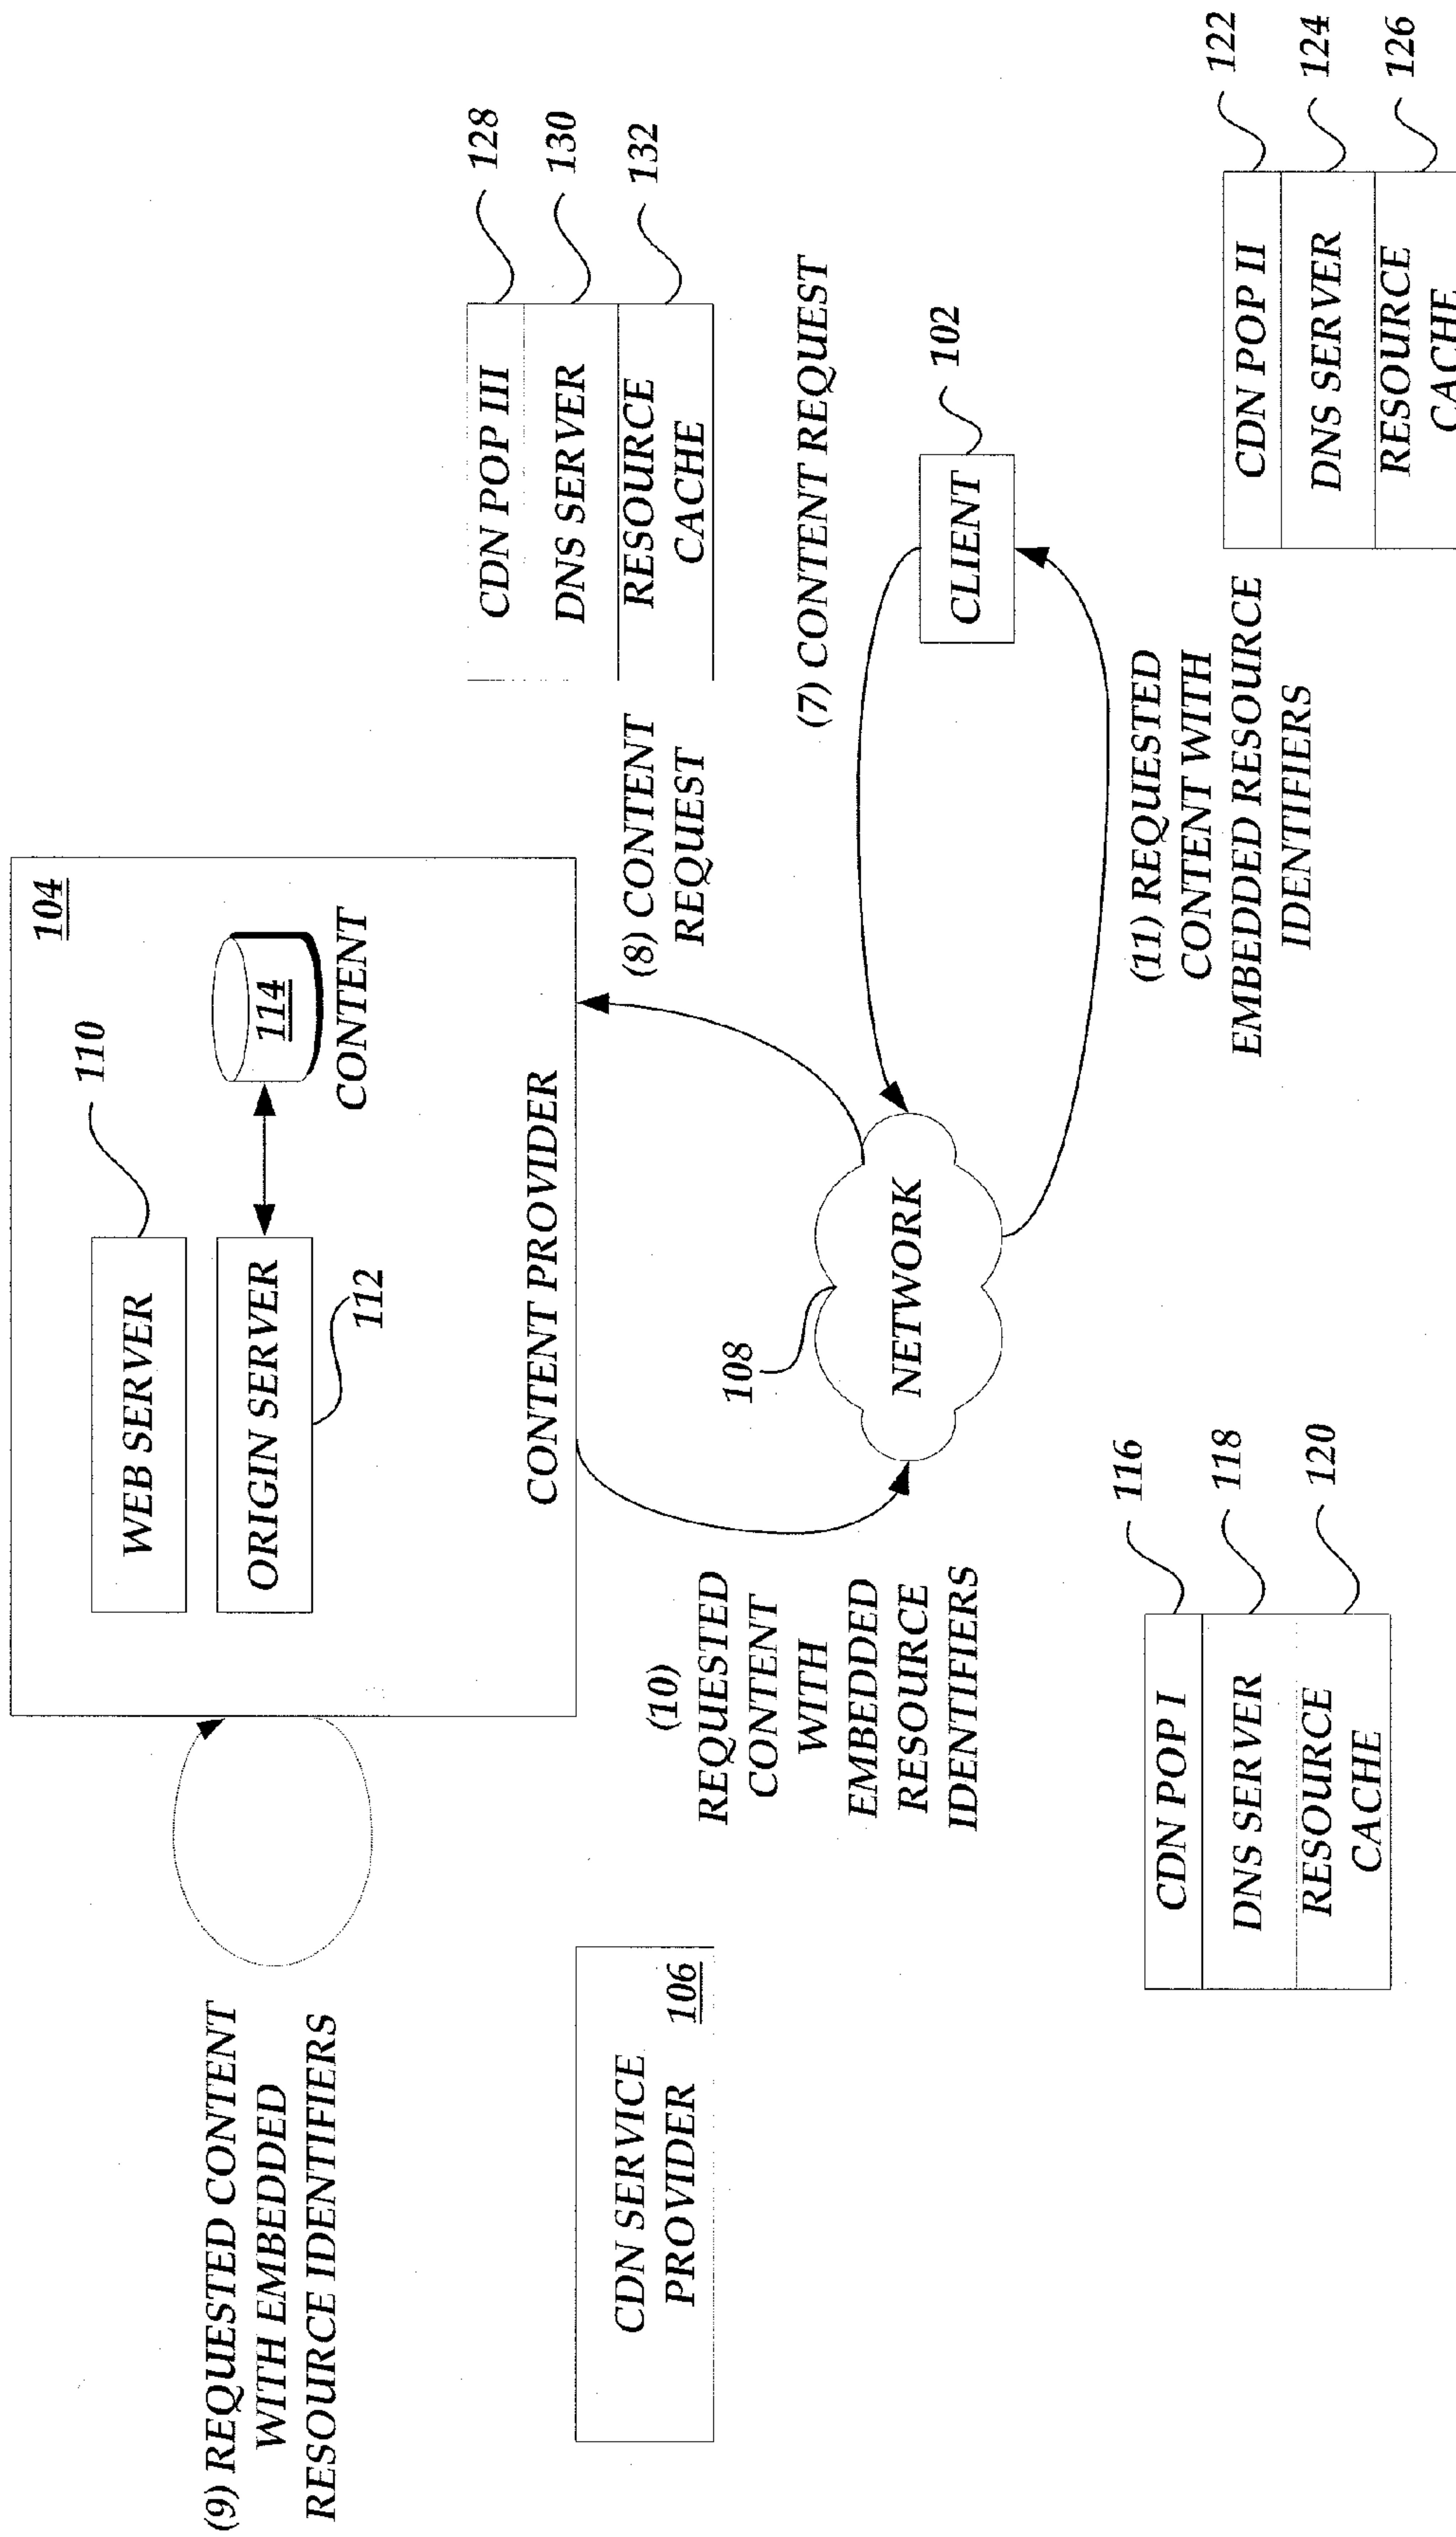 (9) REQUESTED CONTENT
WITH EMBEDDED
RESOURCE IDENTIFIERS
104
WEB SERVER
110
ORIGIN SERVER
112
114
CONTENT
CONTENT PROVIDER
CDN SERVICE
PROVIDER
106
(10)
REQUESTED
CONTENT
WITH
EMBEDDED
RESOURCE
IDENTIFIERS
(8) CONTENT
REQUEST
CDN POP III
128
DNS SERVER
130
RESOURCE
CACHE
132
108
NETWORK
(7) CONTENT REQUEST
CLIENT
102
(11) REQUESTED
CONTENT WITH
EMBEDDED RESOURCE
IDENTIFIERS
CDN POP I
116
DNS SERVER
118
RESOURCE
CACHE
120
CDN POP II
122
DNS SERVER
124
RESOURCE
CACHE
126